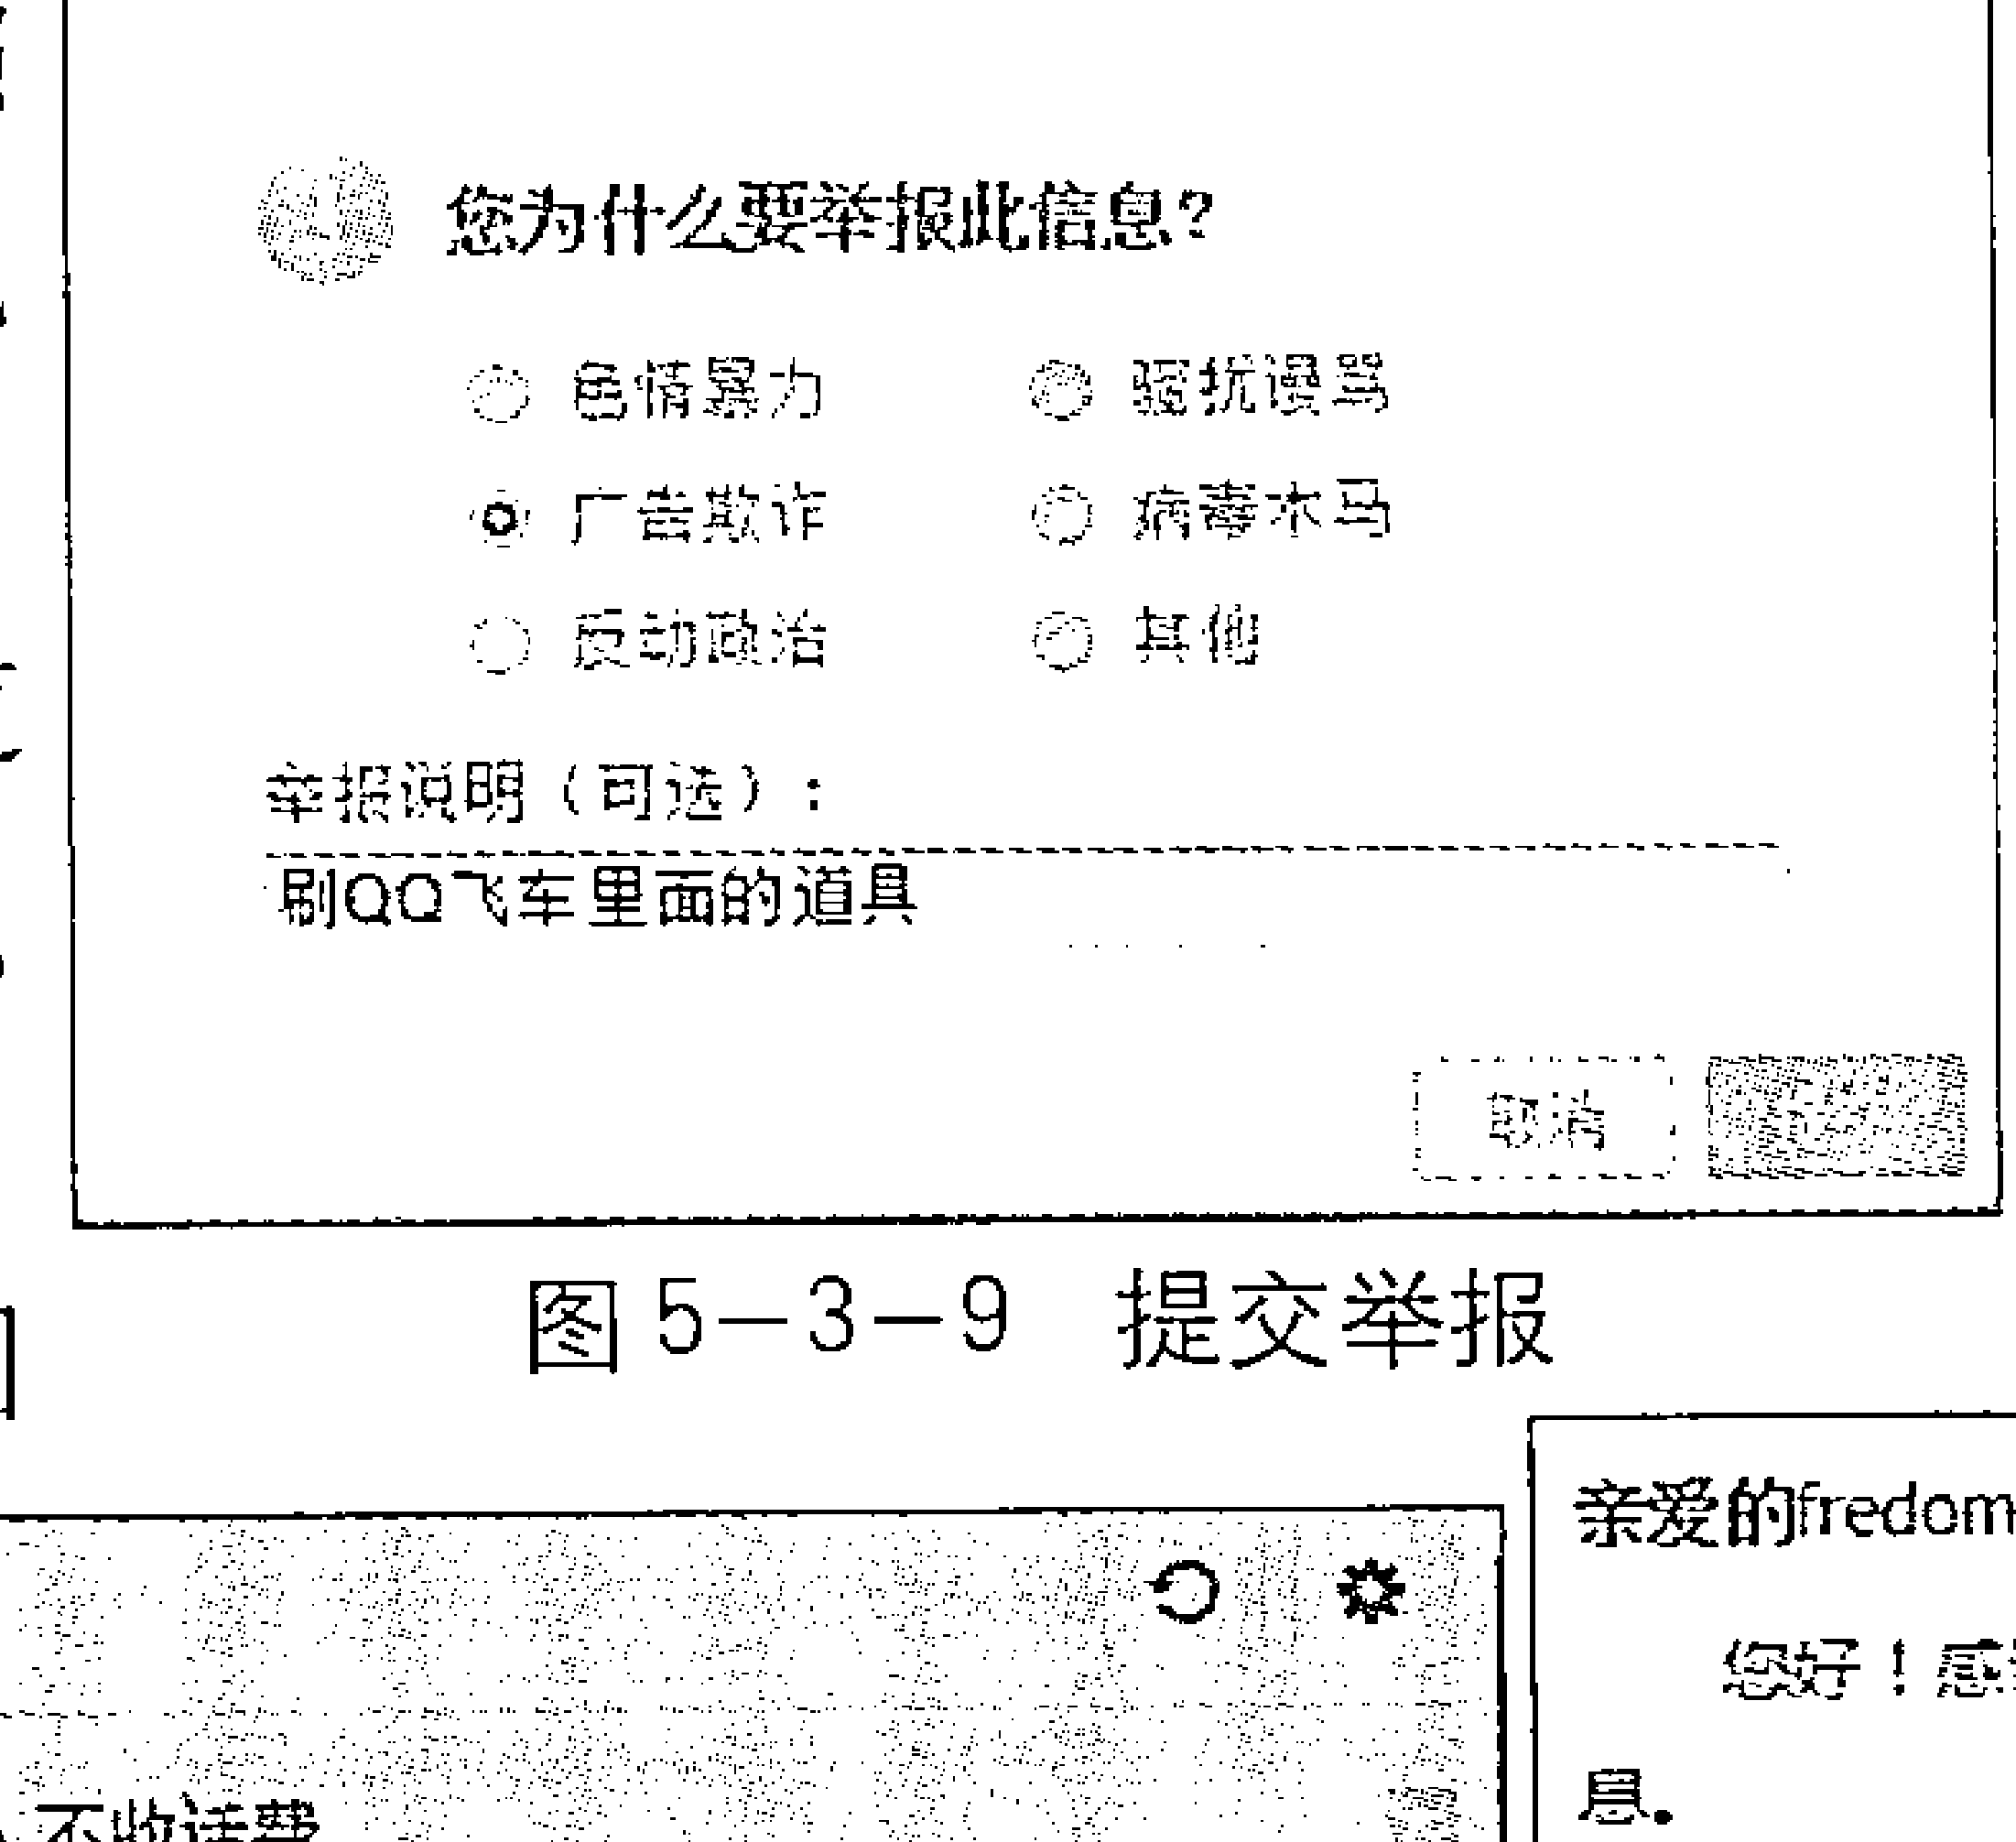 您为什么要举报此信息?
色情暴力 骚扰谩骂
广告欺诈 病毒木马
反动政治 其他
举报说明（可选）：
刷QQ飞车里面的道具
取消
图 5-3-9 提交举报
亲爱的fredom
您好！感
息.
不收话费